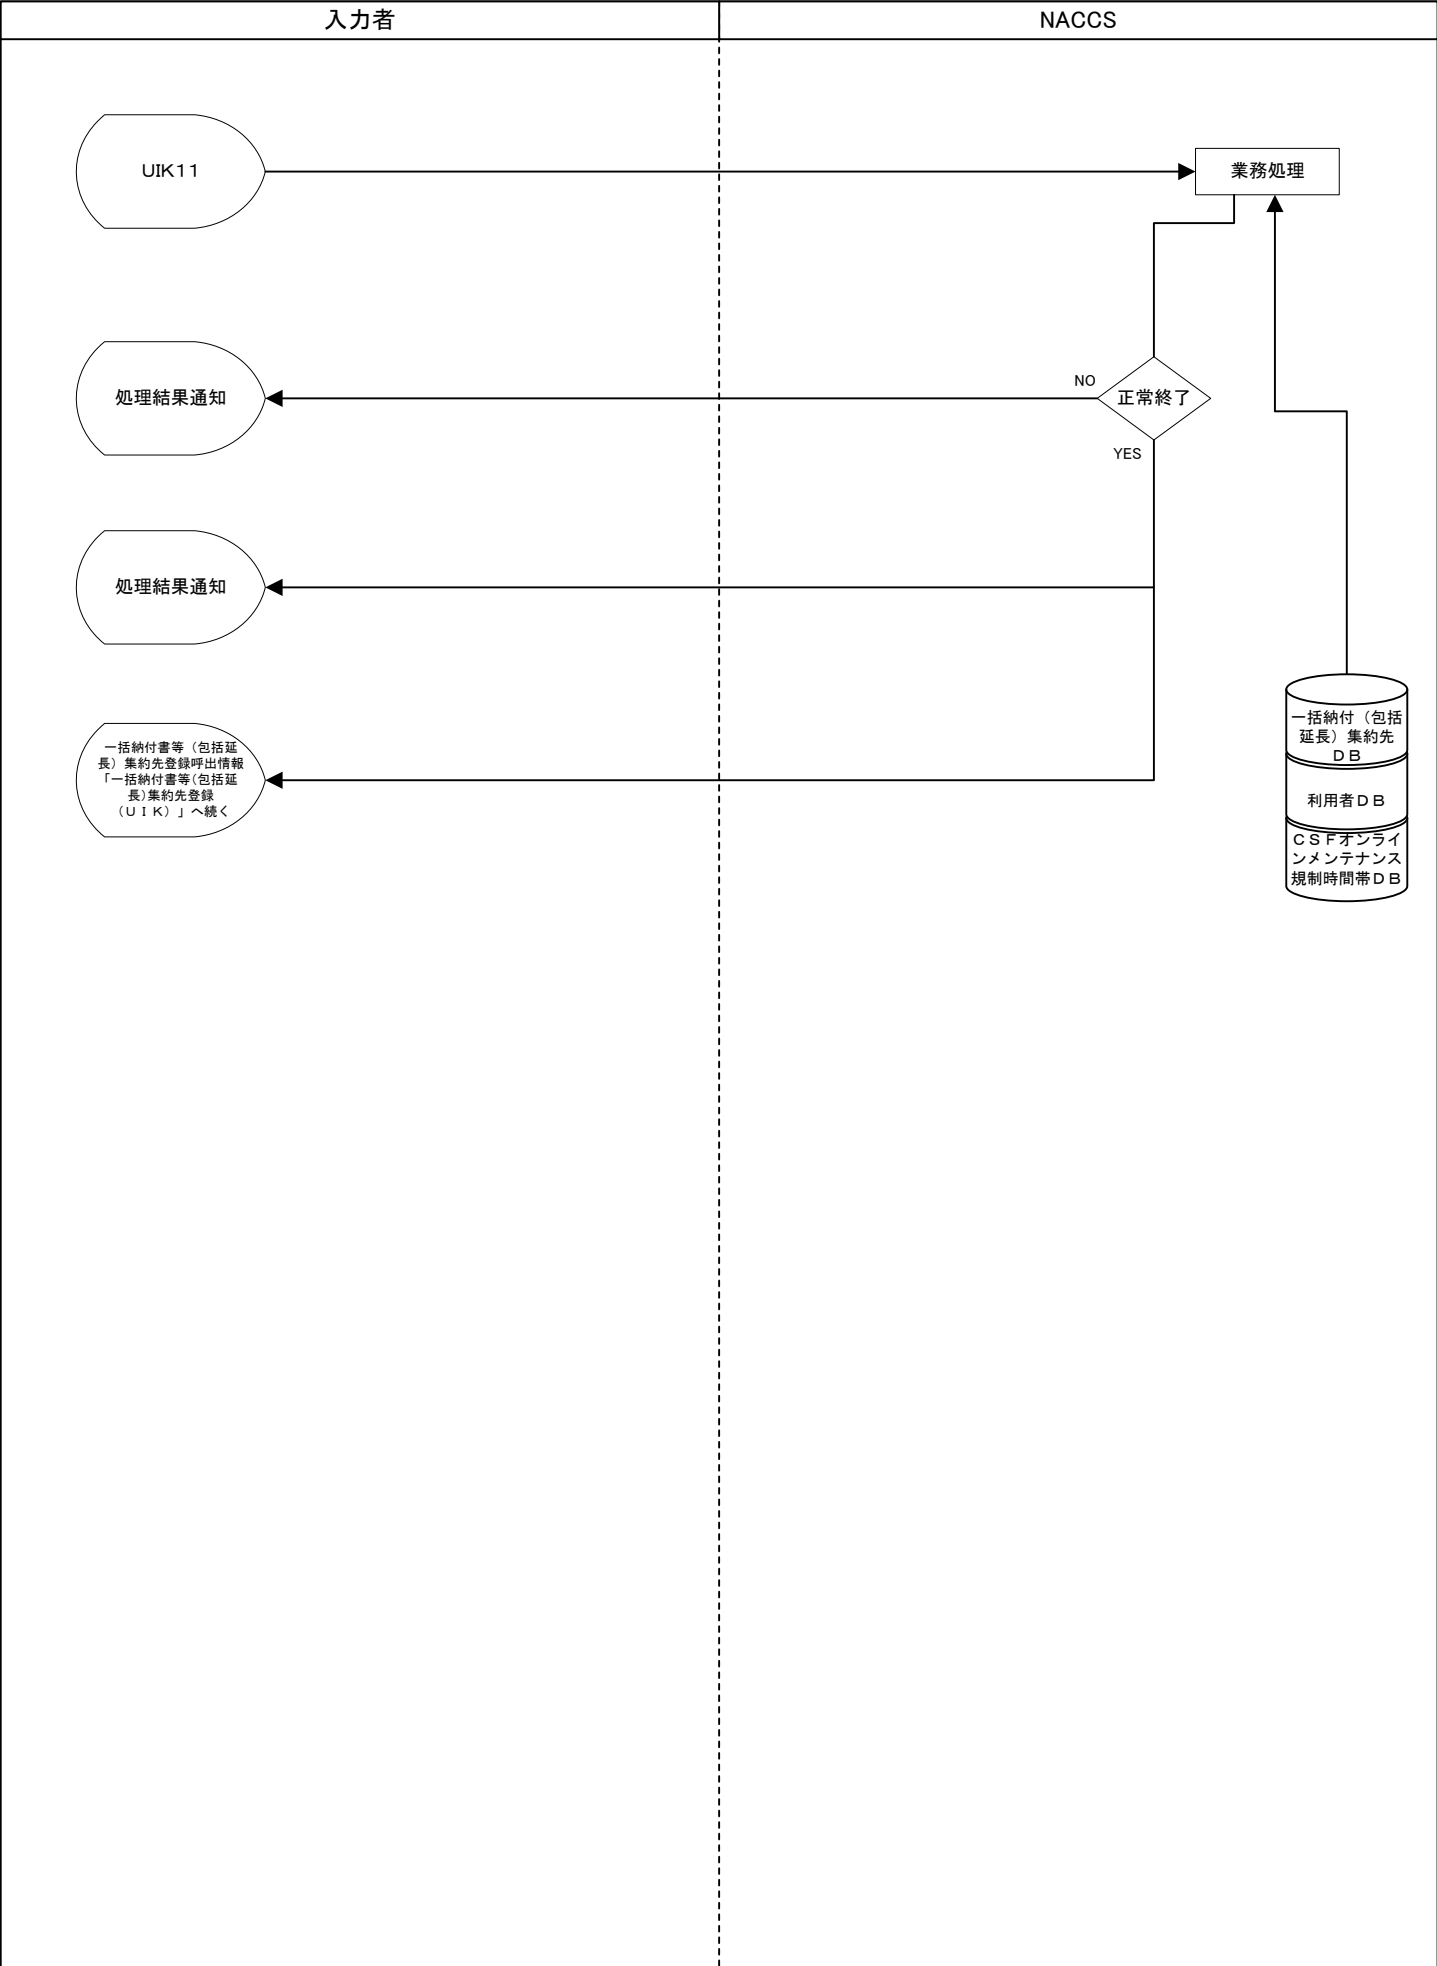 入力者
NACCS
UIK11
業務処理
処理結果通知
NO
正常終了
YES
処理結果通知
一括納付書等（包括延
長）集約先登録呼出情報
「一括納付書等(包括延
長)集約先登録
（ＵＩＫ）」へ続く
一括納付（包括
延長）集約先
ＤＢ
利用者ＤＢ
ＣＳＦオンライ
ンメンテナンス
規制時間帯ＤＢ